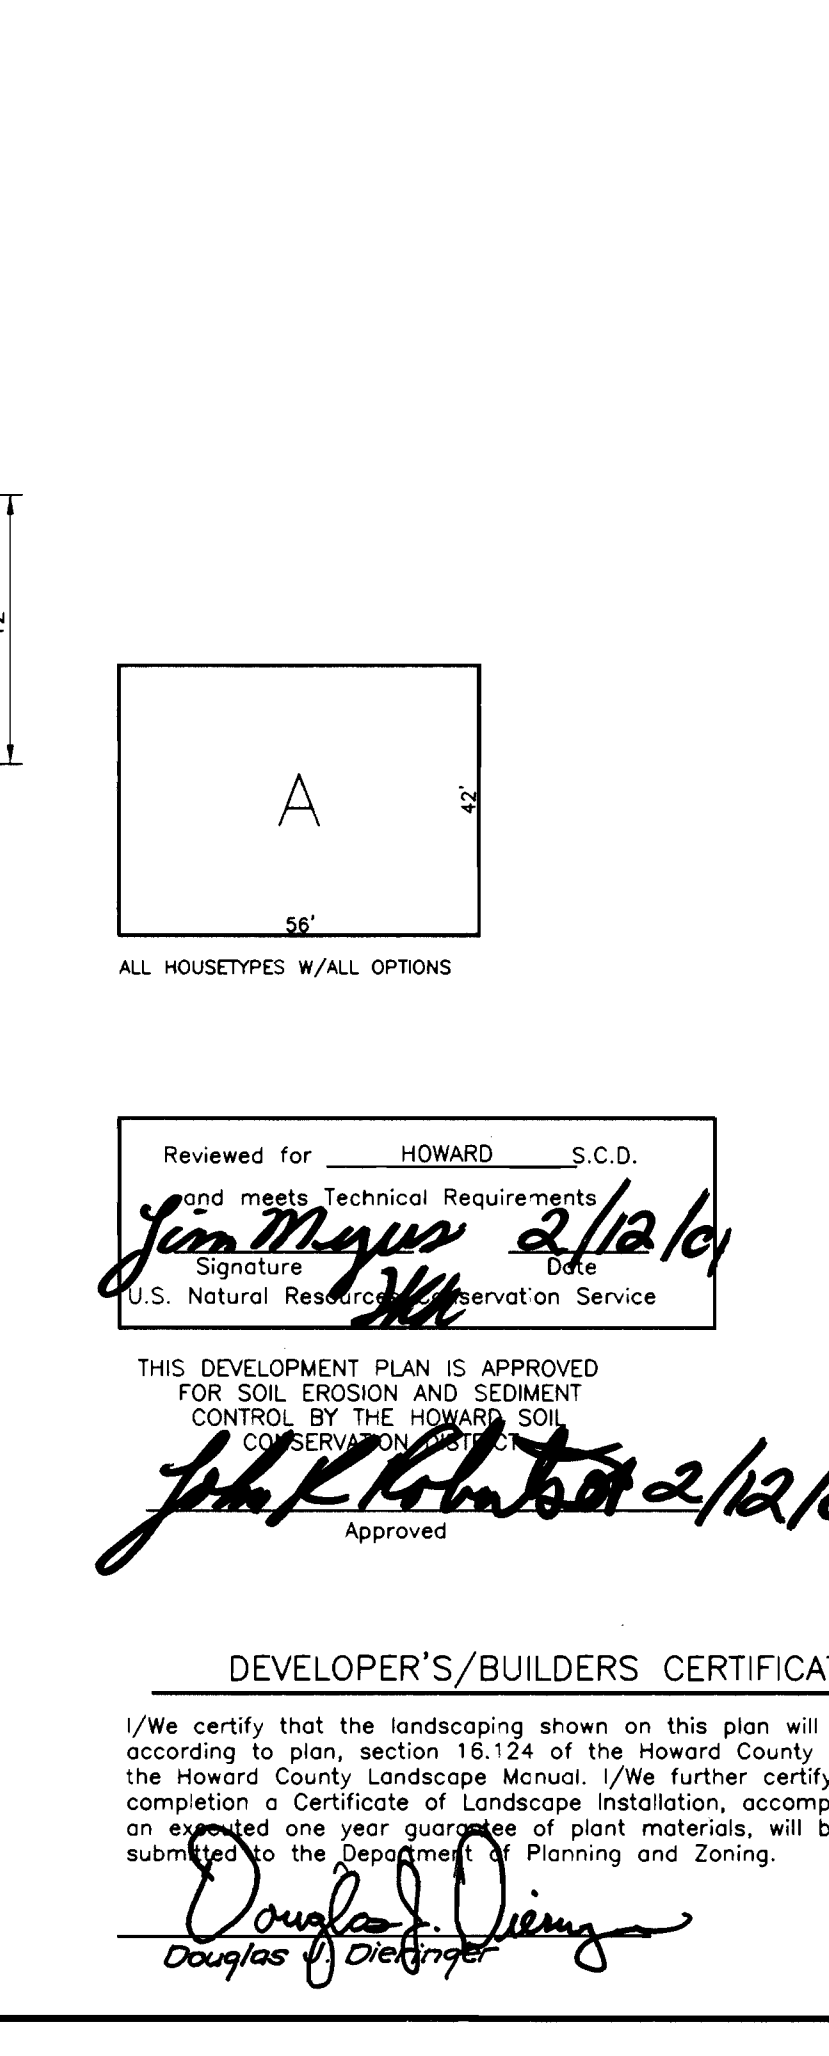 A
42'
56'
ALL HOUSETYPES W/ALL OPTIONS
Reviewed for HOWARD S.C.D.
and meets Technical Requirements
Jim Myers 2/12/01
Signature Date
U.S. Natural Resources Conservation Service
THIS DEVELOPMENT PLAN IS APPROVED
FOR SOIL EROSION AND SEDIMENT
CONTROL BY THE HOWARD SOIL
CONSERVATION DISTRICT
John R Robertson 2/12/
Approved
DEVELOPER'S/BUILDERS CERTIFICA
I/We certify that the landscaping shown on this plan will
according to plan, section 16.124 of the Howard County
the Howard County Landscape Manual. I/We further certify
completion a Certificate of Landscape Installation, accomp
an executed one year guarantee of plant materials, will b
submitted to the Department of Planning and Zoning.
Douglas J. Dieringer
Douglas J. Dieringer